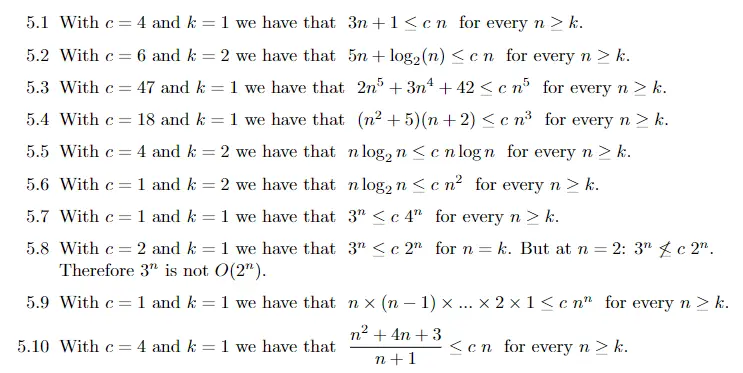 5.1 With c = 4 and k = 1 we have that 3n + 1 ≤ c n for every n ≥ k.
5.2 With c = 6 and k = 2 we have that 5n + log₂(n) ≤ c n for every n ≥ k.
5.3 With c = 47 and k = 1 we have that 2n⁵ + 3n⁴ + 42 ≤ c n⁵ for every n ≥ k.
5.4 With c = 18 and k = 1 we have that (n² + 5)(n + 2) ≤ c n³ for every n ≥ k.
5.5 With c = 4 and k = 2 we have that n log₂ n ≤ c n log n for every n ≥ k.
5.6 With c = 1 and k = 2 we have that n log₂ n ≤ c n² for every n ≥ k.
5.7 With c = 1 and k = 1 we have that 3ⁿ ≤ c 4ⁿ for every n ≥ k.
5.8 With c = 2 and k = 1 we have that 3ⁿ ≤ c 2ⁿ for n = k. But at n = 2: 3ⁿ ≰ c 2ⁿ.
Therefore 3ⁿ is not O(2ⁿ).
5.9 With c = 1 and k = 1 we have that n × (n − 1) × ... × 2 × 1 ≤ c nⁿ for every n ≥ k.
5.10 With c = 4 and k = 1 we have that (n² + 4n + 3)/(n + 1) ≤ c n for every n ≥ k.